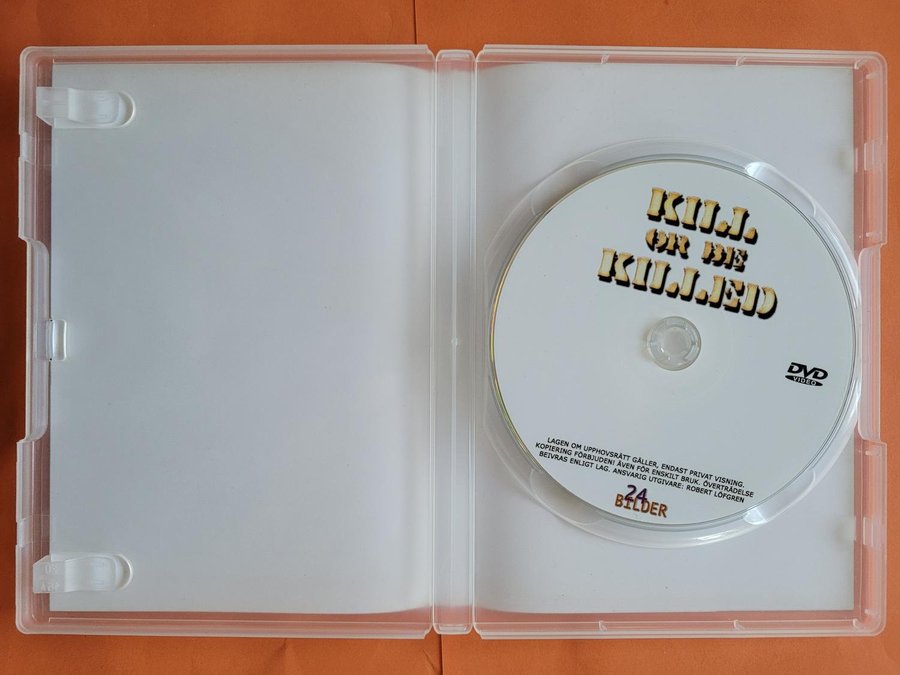 KILL
OR BE
KILLED
DVD
VIDEO
LAGEN OM UPPHOVSRÄTT GÄLLER, ENDAST PRIVAT VISNING.
KOPIERING FÖRBJUDEN! ÄVEN FÖR ENSKILT BRUK. ÖVERTRÄDELSE
BEIVRAS ENLIGT LAG. ANSVARIG UTGIVARE: ROBERT LÖFGREN
24
BILDER